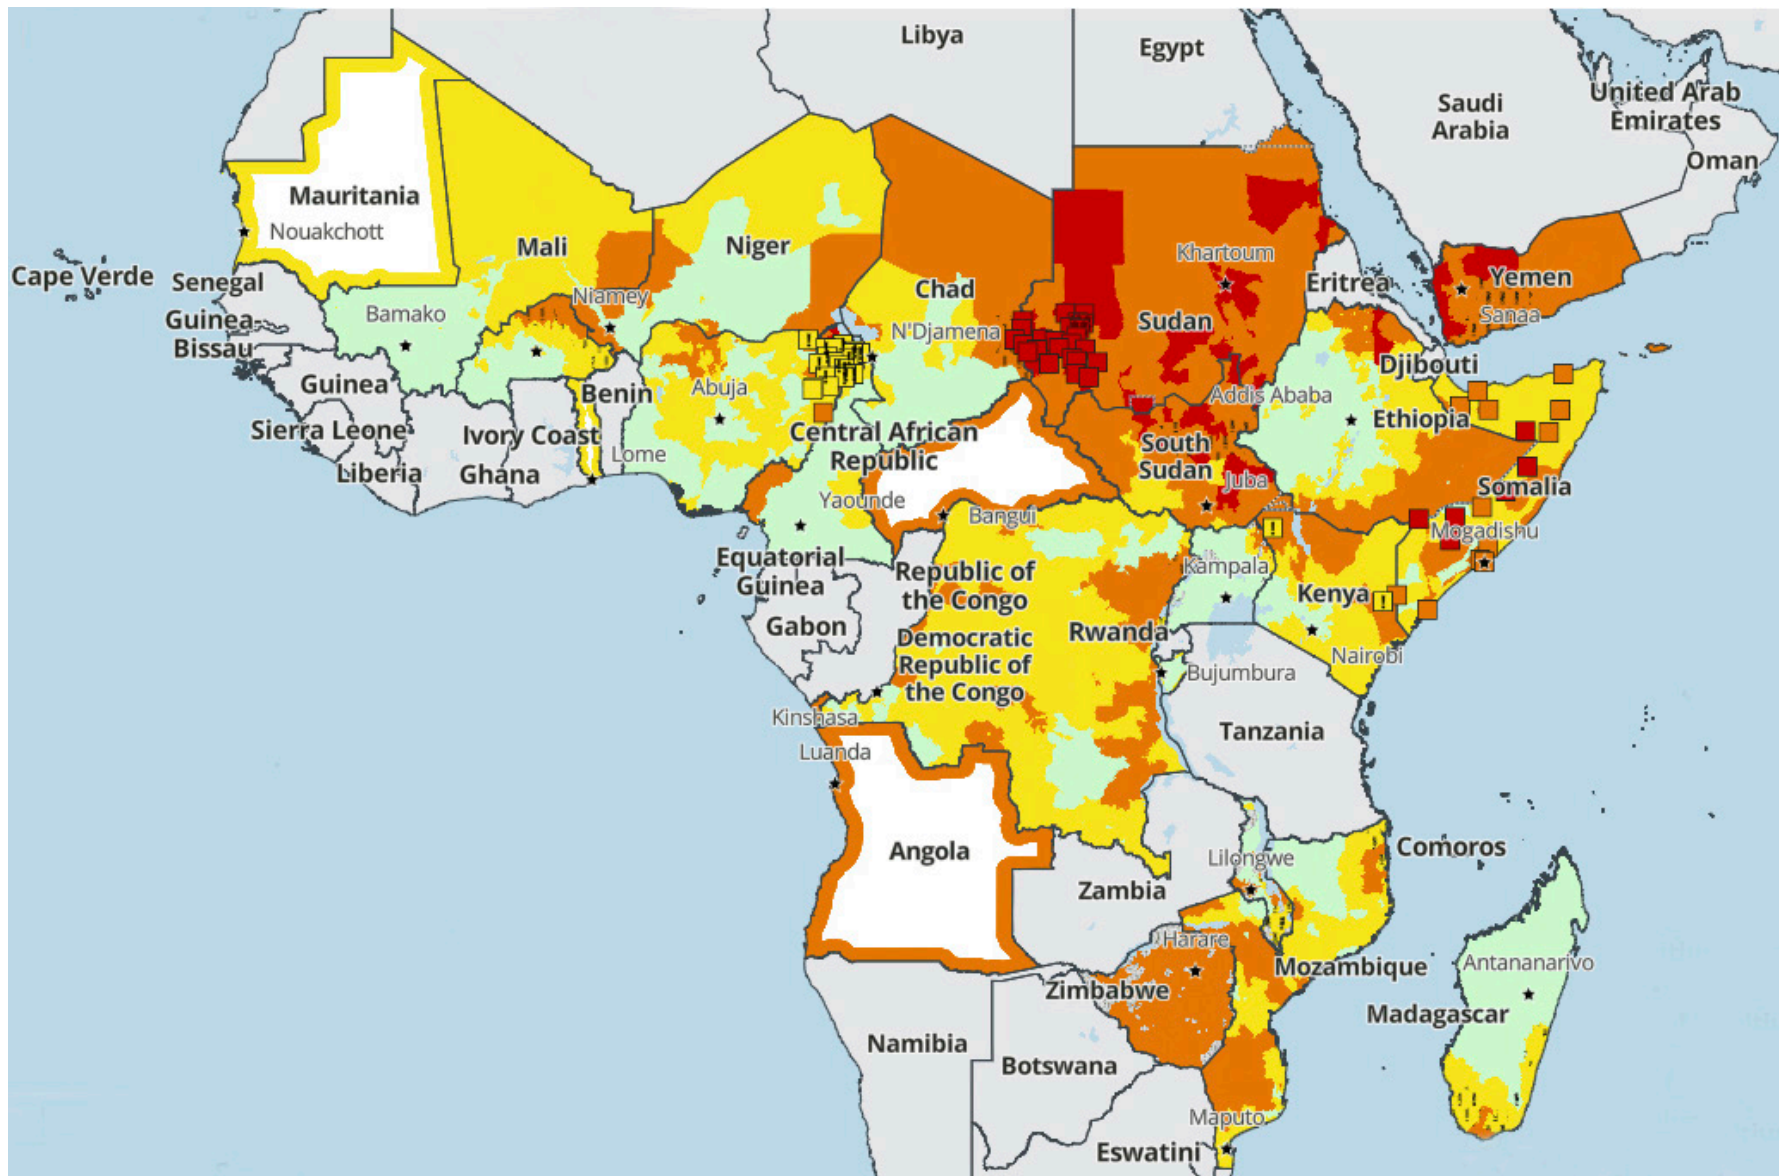 Libya
Egypt
Saudi
Arabia
United Arab
Emirates
Oman
Mauritania
Nouakchott
Mali
Niger
Khartoum
Cape Verde
Senegal
Niamey
Chad
Eritrea
Yemen
Bamako
Guinea-
Bissau
N'Djamena
Sudan
Sanaa
Guinea
Benin
Abuja
Djibouti
Addis Ababa
Ethiopia
Sierra Leone
Ivory Coast
Central African
Republic
South
Sudan
Liberia
Ghana
Lome
Juba
Somalia
Yaounde
Bangui
Mogadishu
Equatorial
Guinea
Republic of
the Congo
Kampala
Kenya
Gabon
Democratic
Republic of
the Congo
Rwanda
Nairobi
Bujumbura
Kinshasa
Tanzania
Luanda
Angola
Lilongwe
Comoros
Zambia
Harare
Mozambique
Antananarivo
Zimbabwe
Madagascar
Namibia
Botswana
Maputo
Eswatini